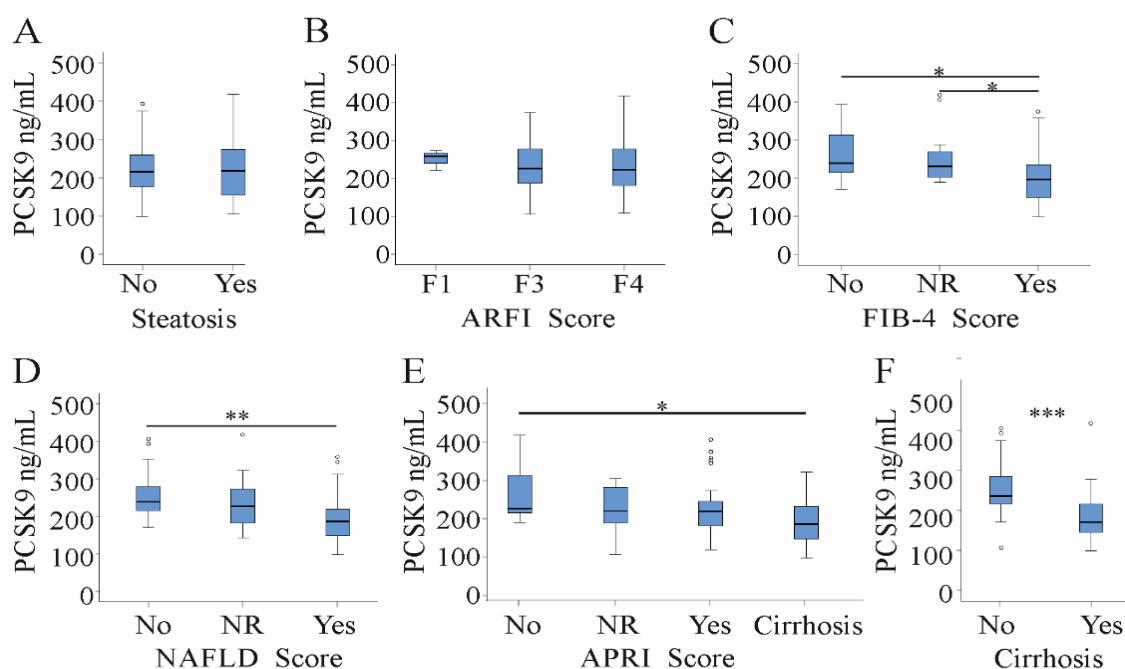 A
PCSK9 ng/mL
500
400
300
200
100
0
No Yes
Steatosis
B
PCSK9 ng/mL
500
400
300
200
100
0
F1 F3 F4
ARFI Score
C
PCSK9 ng/mL
500
400
300
200
100
0
*
*
No NR Yes
FIB-4 Score
D
PCSK9 ng/mL
500
400
300
200
100
0
**
No NR Yes
NAFLD Score
E
PCSK9 ng/mL
500
400
300
200
100
0
*
No NR Yes Cirrhosis
APRI Score
F
PCSK9 ng/mL
500
400
300
200
100
0
***
No Yes
Cirrhosis